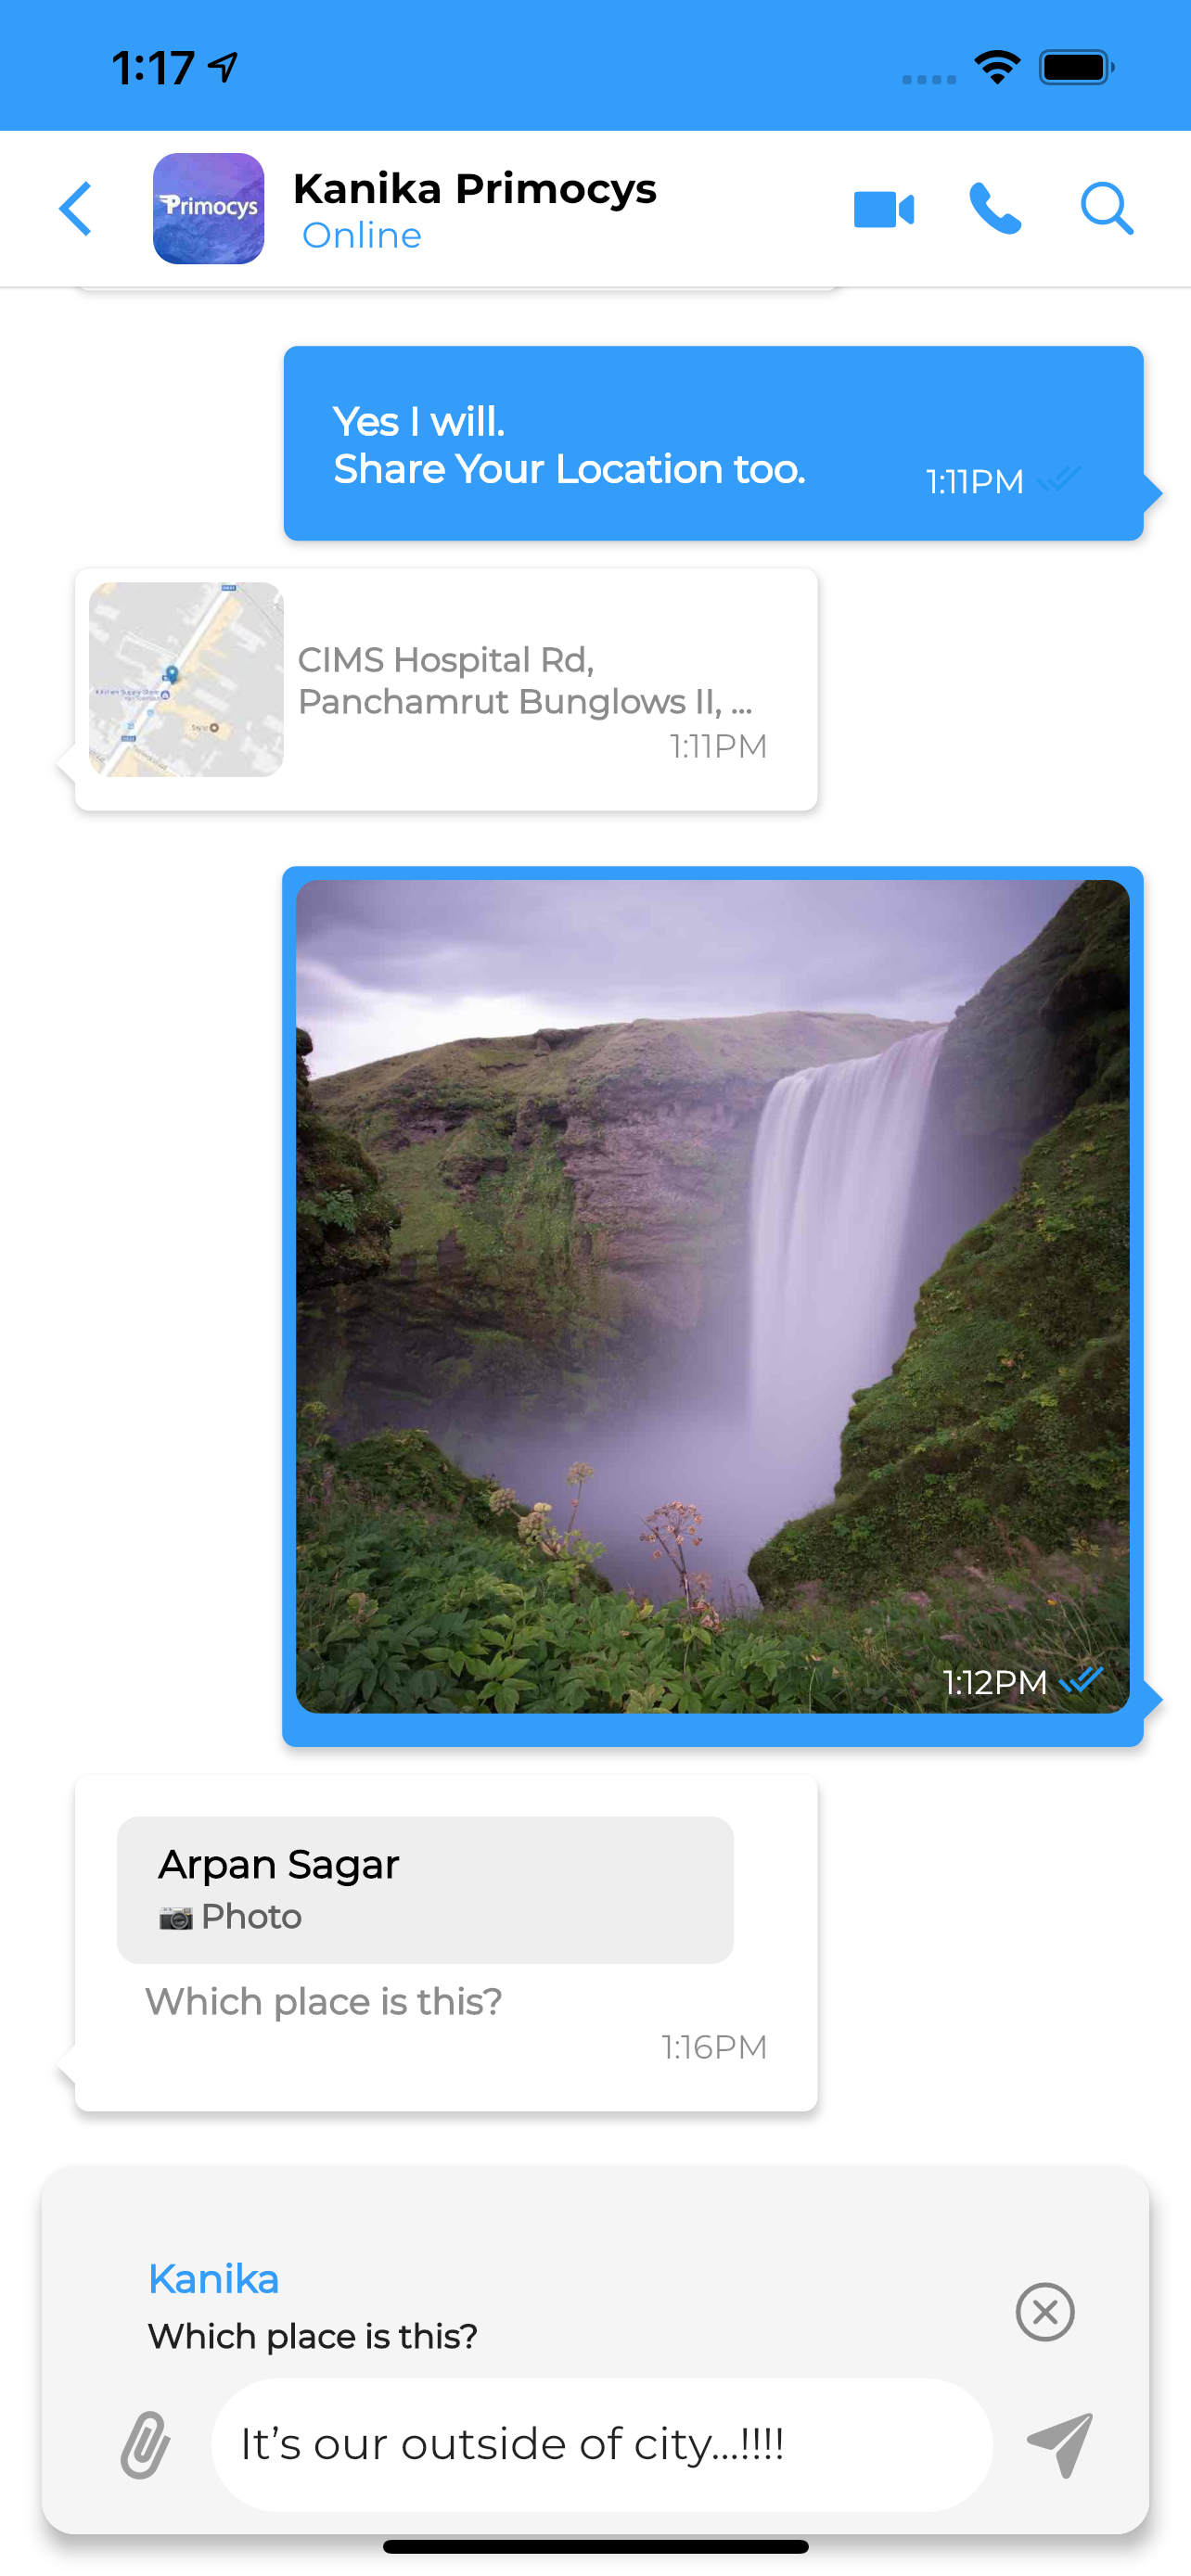 1:17
Primocys
Kanika Primocys
Online
Yes I will.
Share Your Location too.
1:11PM
CIMS Hospital Rd,
Panchamrut Bunglows II, ...
1:11PM
1:12PM
Arpan Sagar
📷 Photo
Which place is this?
1:16PM
Kanika
Which place is this?
It’s our outside of city...!!!!